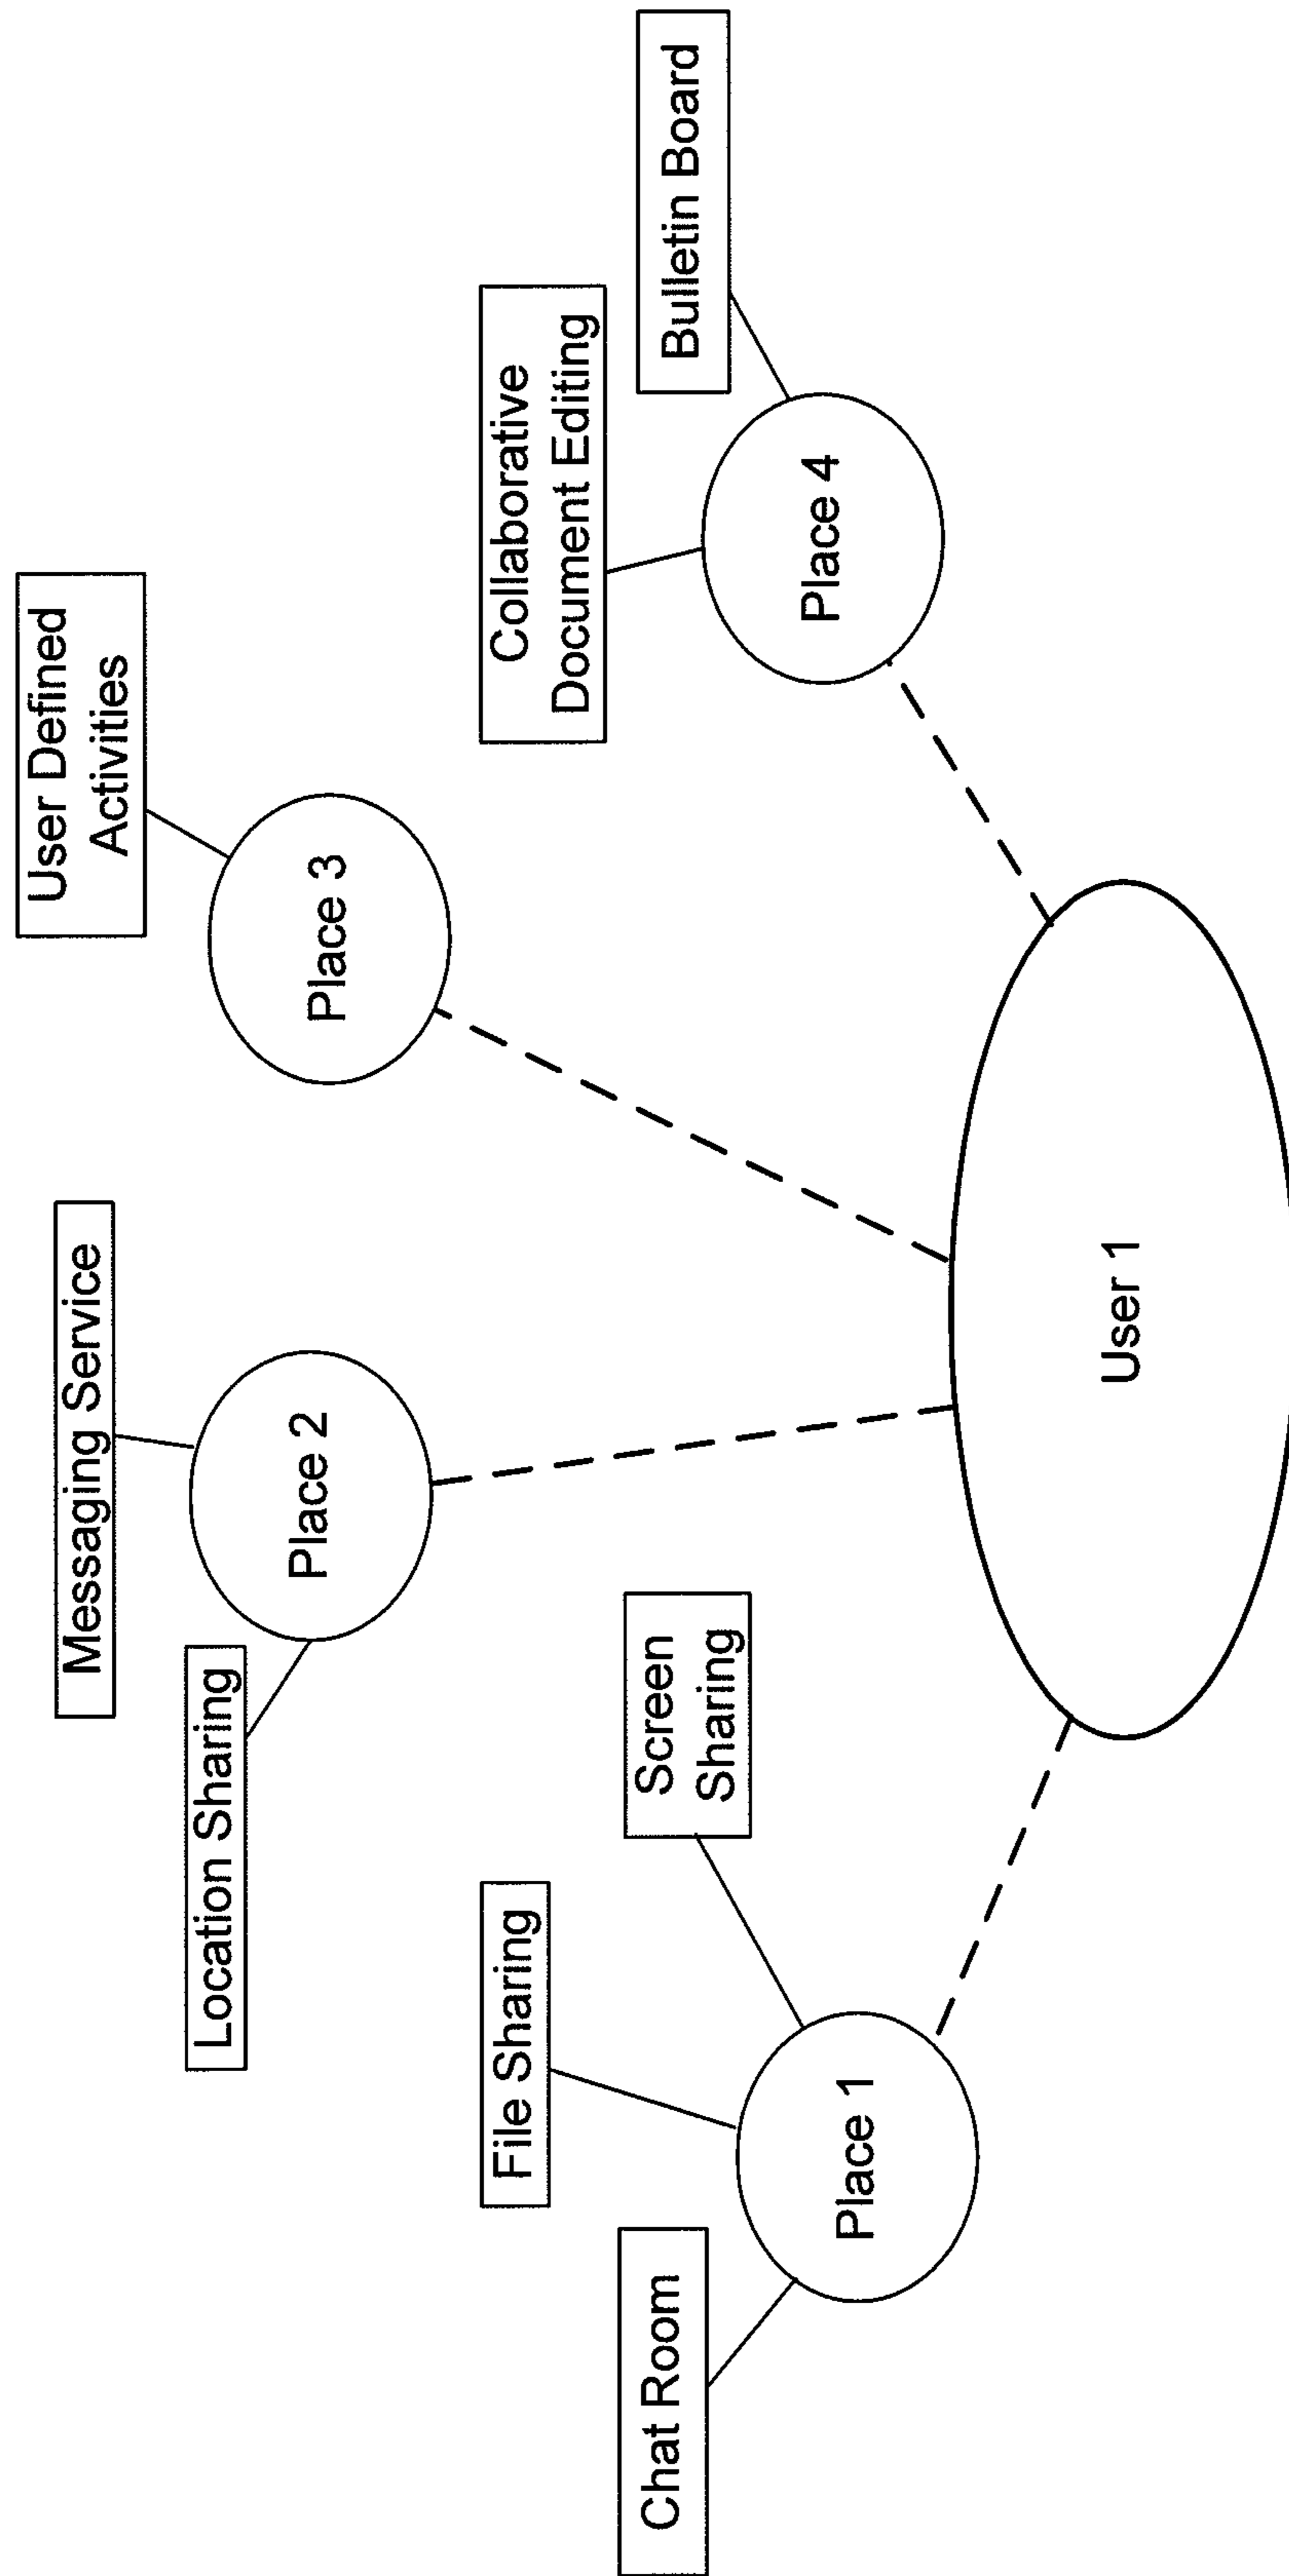 Messaging Service
User Defined
Activities
Location Sharing
Place 2
Place 3
File Sharing
Collaborative
Document Editing
Chat Room
Screen
Sharing
Bulletin Board
Place 1
Place 4
User 1